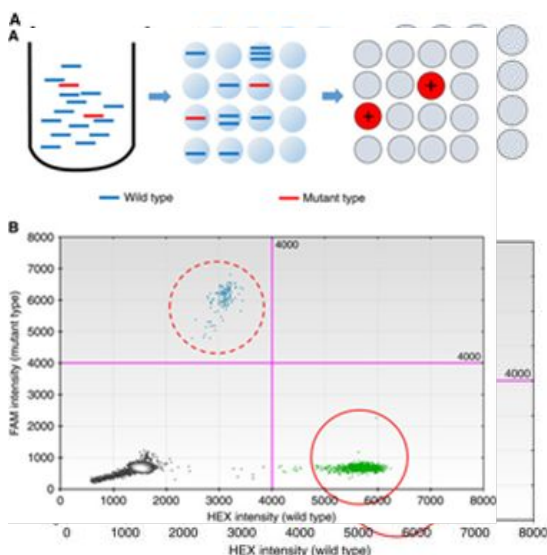 A
A
+
+
Wild type
Mutant type
B
8000
7000
6000
5000
4000
3000
2000
1000
0
FAM intensity (mutant type)
4000
4000
4000
0 1000 2000 3000 4000 5000 6000 7000 8000
HEX intensity (wild type)
0 1000 2000 3000 4000 5000 6000 7000 8000
HEX intensity (wild type)